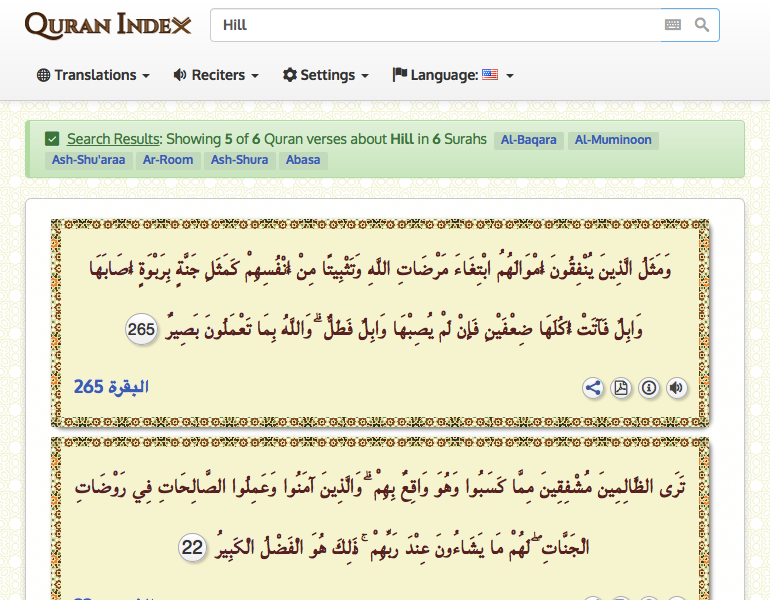 QURAN INDEX
Hill
Translations Reciters Settings Language:
Search Results: Showing 5 of 6 Quran verses about Hill in 6 Surahs Al-Baqara Al-Muminoon
Ash-Shu'araa Ar-Room Ash-Shura Abasa
وَمَثَلُ الَّذِينَ يُنْفِقُونَ أَمْوَالَهُمُ ابْتِغَاءَ مَرْضَاتِ اللَّهِ وَتَثْبِيتًا مِنْ أَنْفُسِهِمْ كَمَثَلِ جَنَّةٍ بِرَبْوَةٍ أَصَابَهَا
وَابِلٌ فَآتَتْ أُكُلَهَا ضِعْفَيْنِ فَإِنْ لَمْ يُصِبْهَا وَابِلٌ فَطَلٌّ ۗ وَاللَّهُ بِمَا تَعْمَلُونَ بَصِيرٌ 265
البقرة 265
تَرَى الظَّالِمِينَ مُشْفِقِينَ مِمَّا كَسَبُوا وَهُوَ وَاقِعٌ بِهِمْ ۗ وَالَّذِينَ آمَنُوا وَعَمِلُوا الصَّالِحَاتِ فِي رَوْضَاتِ
الْجَنَّاتِ ۖ لَهُمْ مَا يَشَاءُونَ عِنْدَ رَبِّهِمْ ۚ ذَٰلِكَ هُوَ الْفَضْلُ الْكَبِيرُ 22